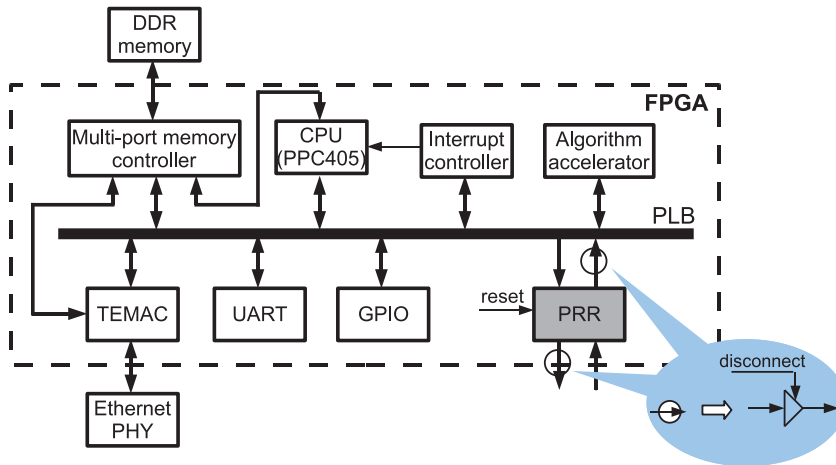 DDR
memory
FPGA
Multi-port memory
controller
CPU
(PPC405)
Interrupt
controller
Algorithm
accelerator
PLB
TEMAC
UART
GPIO
reset
PRR
disconnect
Ethernet
PHY